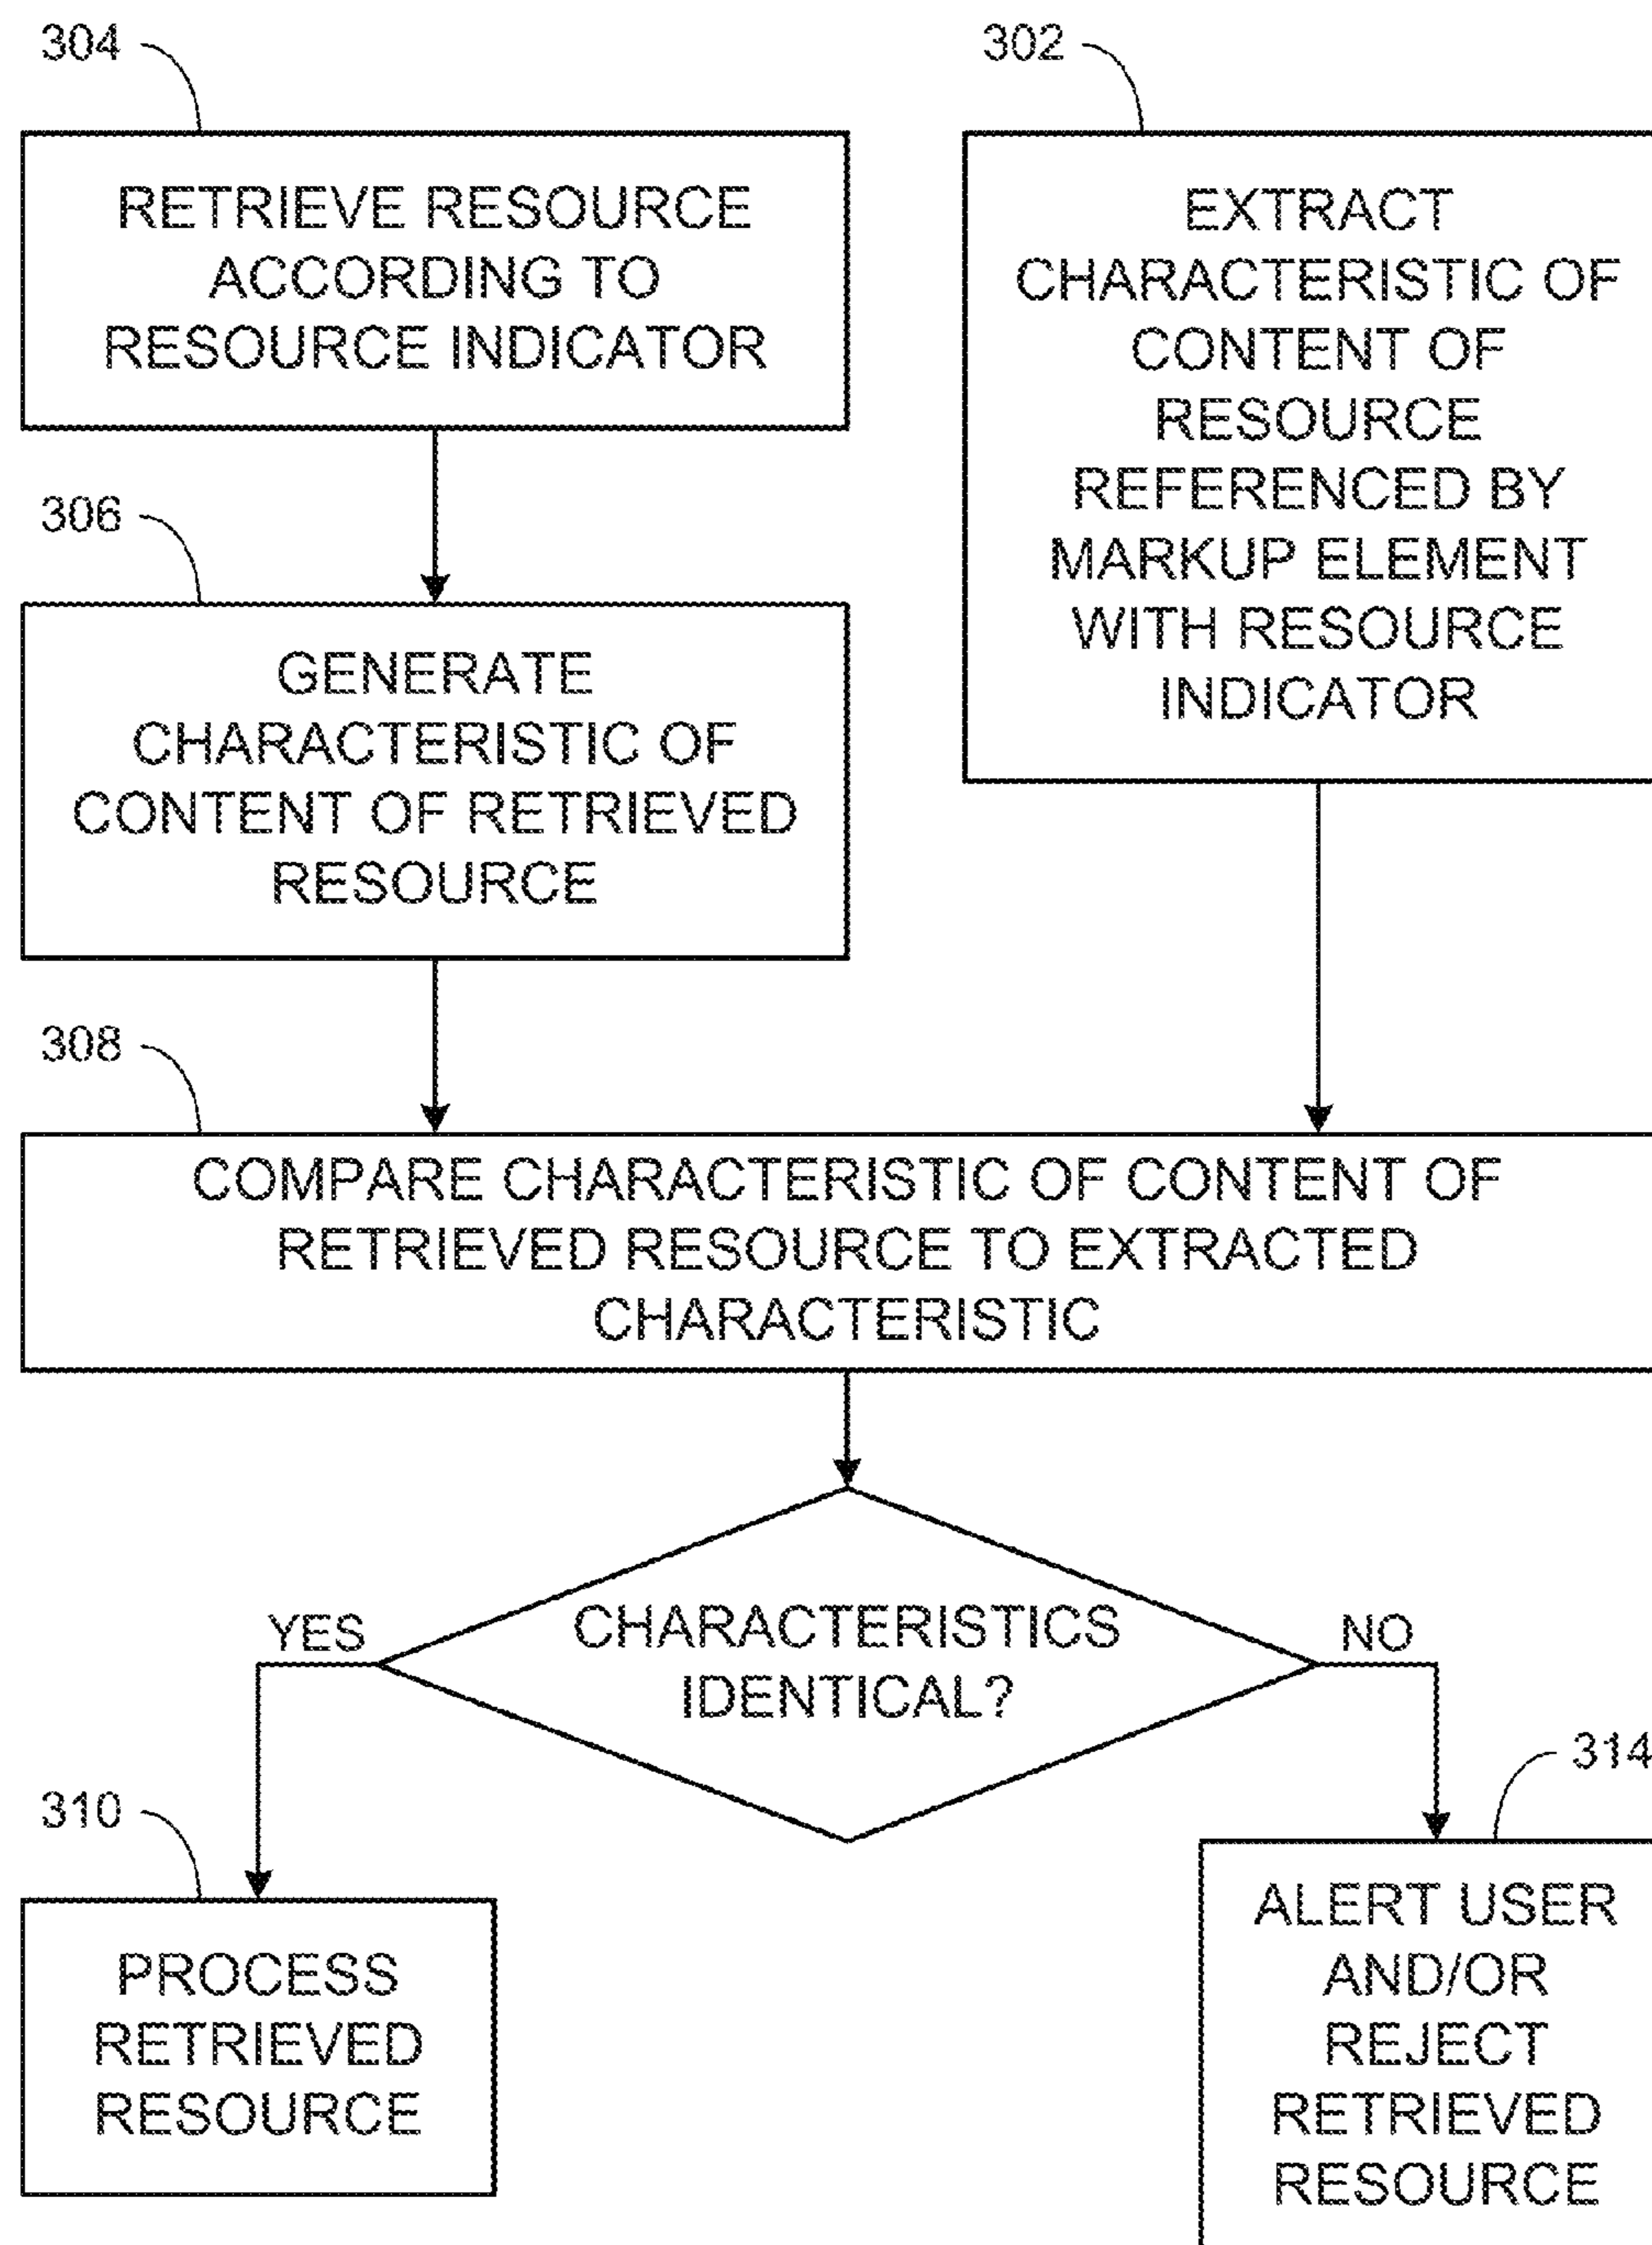 304
RETRIEVE RESOURCE
ACCORDING TO
RESOURCE INDICATOR
302
EXTRACT
CHARACTERISTIC OF
CONTENT OF
RESOURCE
REFERENCED BY
MARKUP ELEMENT
WITH RESOURCE
INDICATOR
306
GENERATE
CHARACTERISTIC OF
CONTENT OF RETRIEVED
RESOURCE
308
COMPARE CHARACTERISTIC OF CONTENT OF
RETRIEVED RESOURCE TO EXTRACTED
CHARACTERISTIC
CHARACTERISTICS
IDENTICAL?
YES
NO
310
PROCESS
RETRIEVED
RESOURCE
314
ALERT USER
AND/OR
REJECT
RETRIEVED
RESOURCE